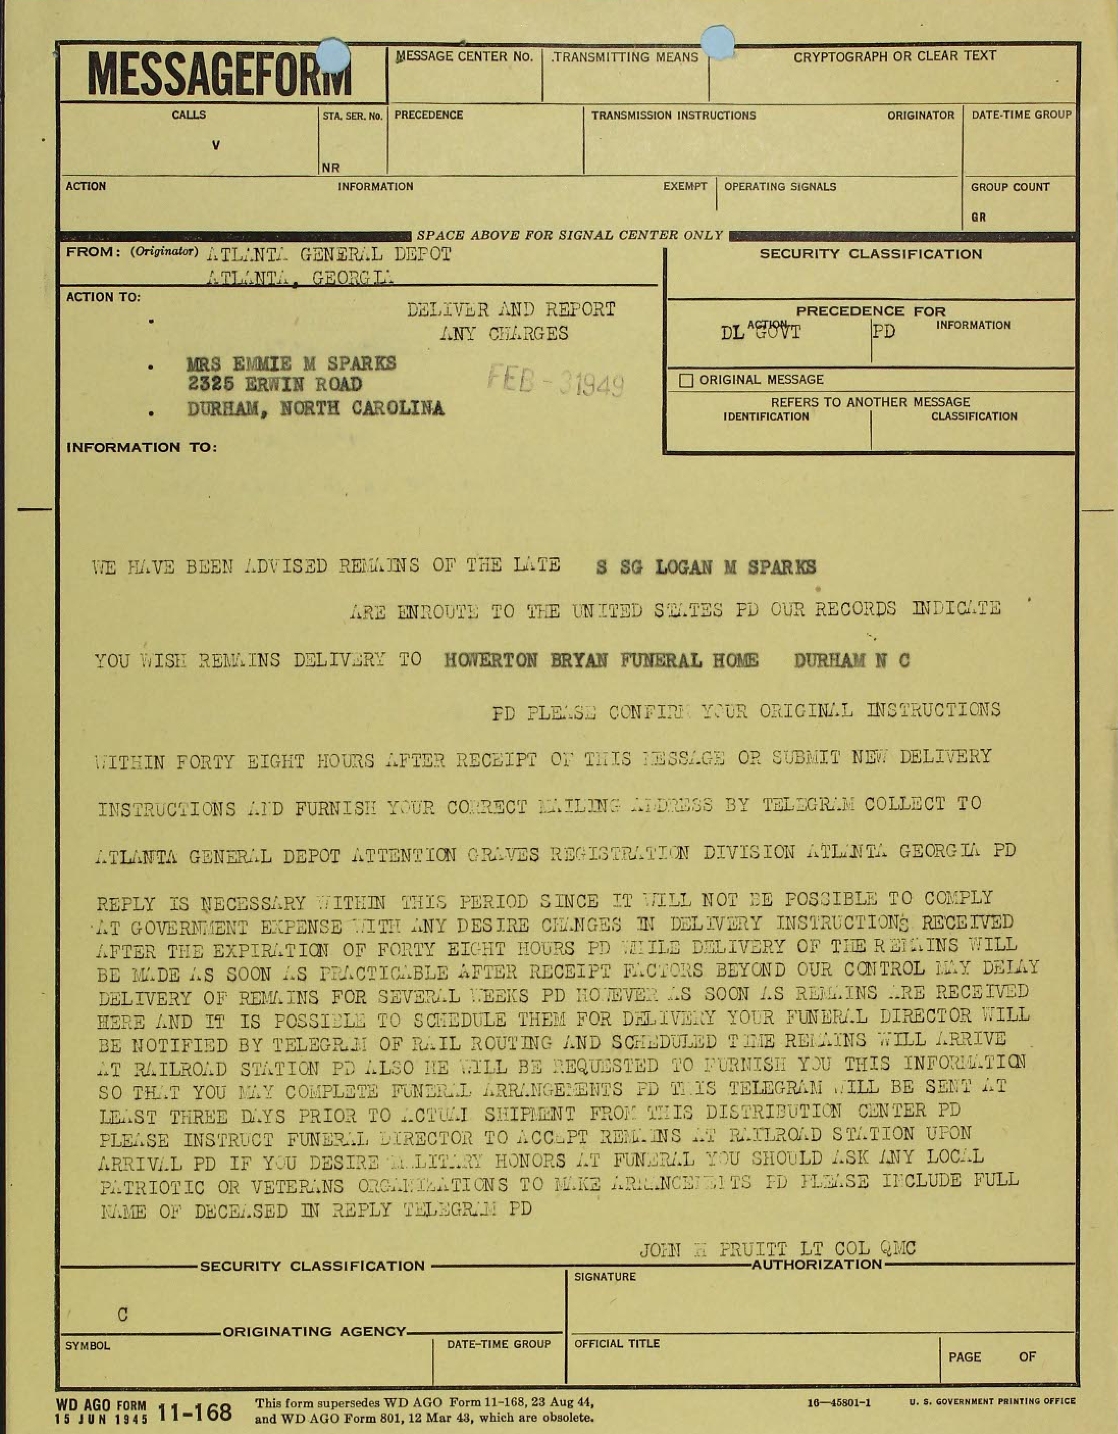 MESSAGEFORM
MESSAGE CENTER No.
TRANSMITTING MEANS
CRYPTOGRAPH OR CLEAR TEXT
CALLS
V
STA. SER. No.
NR
PRECEDENCE
TRANSMISSION INSTRUCTIONS
ORIGINATOR
DATE-TIME GROUP
ACTION
INFORMATION
EXEMPT
OPERATING SIGNALS
GROUP COUNT
GR
SPACE ABOVE FOR SIGNAL CENTER ONLY
FROM: (Originator) ATLANTA GENERAL DEPOT
ATLANTA, GEORGIA
SECURITY CLASSIFICATION
ACTION TO:
DELIVER AND REPORT
ANY CHARGES
PRECEDENCE FOR
ACTION
DL GOVT
PD
INFORMATION
MRS EMMIE M SPARKS
2325 ERWIN ROAD
DURHAM, NORTH CAROLINA
FEB -3 1949
ORIGINAL MESSAGE
REFERS TO ANOTHER MESSAGE
IDENTIFICATION
CLASSIFICATION
INFORMATION TO:
WE HAVE BEEN ADVISED REMAINS OF THE LATE S SG LOGAN M SPARKS
ARE ENROUTE TO THE UNITED STATES PD OUR RECORDS INDICATE
YOU WISH REMAINS DELIVERY TO HOWERTON BRYAN FUNERAL HOME DURHAM N C
PD PLEASE CONFIRM YOUR ORIGINAL INSTRUCTIONS
WITHIN FORTY EIGHT HOURS AFTER RECEIPT OF THIS MESSAGE OR SUBMIT NEW DELIVERY
INSTRUCTIONS AND FURNISH YOUR CORRECT MAILING ADDRESS BY TELEGRAM COLLECT TO
ATLANTA GENERAL DEPOT ATTENTION GRAVES REGISTRATION DIVISION ATLANTA GEORGIA PD
REPLY IS NECESSARY WITHIN THIS PERIOD SINCE IT WILL NOT BE POSSIBLE TO COMPLY
AT GOVERNMENT EXPENSE WITH ANY DESIRE CHANGES IN DELIVERY INSTRUCTIONS RECEIVED
AFTER THE EXPIRATION OF FORTY EIGHT HOURS PD WHILE DELIVERY OF THE REMAINS WILL
BE MADE AS SOON AS PRACTICABLE AFTER RECEIPT FACTORS BEYOND OUR CONTROL MAY DELAY
DELIVERY OF REMAINS FOR SEVERAL WEEKS PD HOWEVER AS SOON AS REMAINS ARE RECEIVED
HERE AND IT IS POSSIBLE TO SCHEDULE THEM FOR DELIVERY YOUR FUNERAL DIRECTOR WILL
BE NOTIFIED BY TELEGRAM OF RAIL ROUTING AND SCHEDULED TIME REMAINS WILL ARRIVE
AT RAILROAD STATION PD ALSO HE WILL BE REQUESTED TO FURNISH YOU THIS INFORMATION
SO THAT YOU MAY COMPLETE FUNERAL ARRANGEMENTS PD THIS TELEGRAM WILL BE SENT AT
LEAST THREE DAYS PRIOR TO ACTUAL SHIPMENT FROM THIS DISTRIBUTION CENTER PD
PLEASE INSTRUCT FUNERAL DIRECTOR TO ACCEPT REMAINS AT RAILROAD STATION UPON
ARRIVAL PD IF YOU DESIRE MILITARY HONORS AT FUNERAL YOU SHOULD ASK ANY LOCAL
PATRIOTIC OR VETERANS ORGANIZATIONS TO MAKE ARRANGEMENTS PD PLEASE INCLUDE FULL
NAME OF DECEASED IN REPLY TELEGRAM PD
JOHN H PRUITT LT COL QMC
SECURITY CLASSIFICATION
AUTHORIZATION
C
SIGNATURE
ORIGINATING AGENCY
SYMBOL
DATE-TIME GROUP
OFFICIAL TITLE
PAGE OF
WD AGO FORM 11-168
15 JUN 1945
This form supersedes WD AGO Form 11-168, 23 Aug 44,
and WD AGO Form 801, 12 Mar 43, which are obsolete.
16—45801-1
U. S. GOVERNMENT PRINTING OFFICE